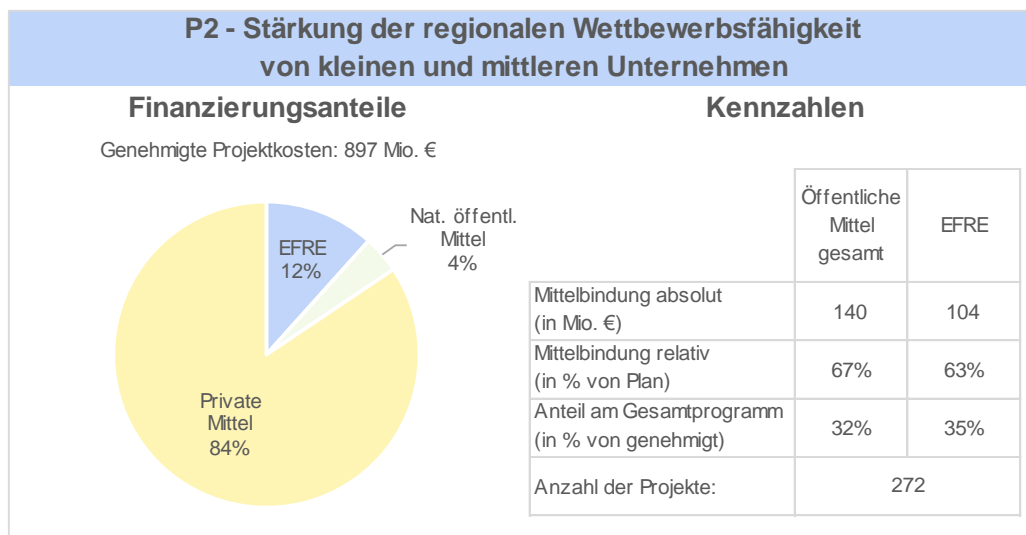 P2 - Stärkung der regionalen Wettbewerbsfähigkeit
von kleinen und mittleren Unternehmen
Finanzierungsanteile
Genehmigte Projektkosten: 897 Mio. €
EFRE
12%
Nat. öffentl.
Mittel
4%
Private
Mittel
84%
Kennzahlen
Öffentliche
Mittel
gesamt
EFRE
Mittelbindung absolut
(in Mio. €)
140
104
Mittelbindung relativ
(in % von Plan)
67%
63%
Anteil am Gesamtprogramm
(in % von genehmigt)
32%
35%
Anzahl der Projekte:
272